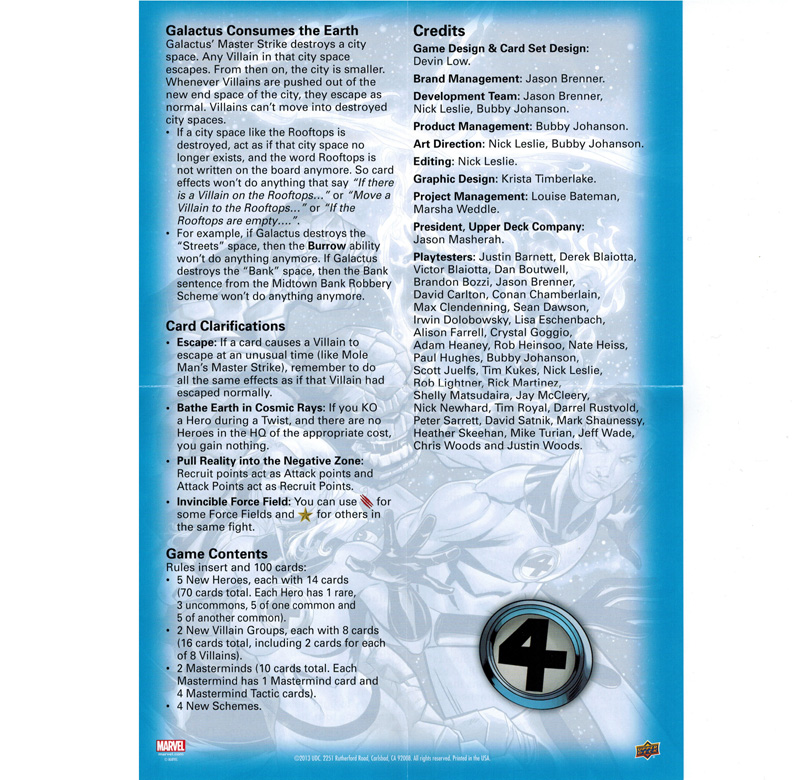 Galactus Consumes the Earth
Galactus' Master Strike destroys a city
space. Any Villain in that city space
escapes. From then on, the city is smaller.
Whenever Villains are pushed out of the
new end space of the city, they escape as
normal. Villains can't move into destroyed
city spaces.
• If a city space like the Rooftops is
destroyed, act as if that city space no
longer exists, and the word Rooftops is
not written on the board anymore. So card
effects won't do anything that say "If there
is a Villain on the Rooftops…" or "Move a
Villain to the Rooftops…" or "If the
Rooftops are empty….".
• For example, if Galactus destroys the
"Streets" space, then the Burrow ability
won't do anything anymore. If Galactus
destroys the "Bank" space, then the Bank
sentence from the Midtown Bank Robbery
Scheme won't do anything anymore.
Card Clarifications
• Escape: If a card causes a Villain to
escape at an unusual time (like Mole
Man's Master Strike), remember to do
all the same effects as if that Villain had
escaped normally.
• Bathe Earth in Cosmic Rays: If you KO
a Hero during a Twist, and there are no
Heroes in the HQ of the appropriate cost,
you gain nothing.
• Pull Reality into the Negative Zone:
Recruit points act as Attack points and
Attack Points act as Recruit Points.
• Invincible Force Field: You can use for
some Force Fields and for others in
the same fight.
Game Contents
Rules insert and 100 cards:
• 5 New Heroes, each with 14 cards
(70 cards total. Each Hero has 1 rare,
3 uncommons, 5 of one common and
5 of another common).
• 2 New Villain Groups, each with 8 cards
(16 cards total, including 2 cards for each
of 8 Villains).
• 2 Masterminds (10 cards total. Each
Mastermind has 1 Mastermind card and
4 Mastermind Tactic cards).
• 4 New Schemes.
Credits
Game Design & Card Set Design:
Devin Low.
Brand Management: Jason Brenner.
Development Team: Jason Brenner,
Nick Leslie, Bubby Johanson.
Product Management: Bubby Johanson.
Art Direction: Nick Leslie, Bubby Johanson.
Editing: Nick Leslie.
Graphic Design: Krista Timberlake.
Project Management: Louise Bateman,
Marsha Weddle.
President, Upper Deck Company:
Jason Masherah.
Playtesters: Justin Barnett, Derek Blaiotta,
Victor Blaiotta, Dan Boutwell,
Brandon Bozzi, Jason Brenner,
David Carlton, Conan Chamberlain,
Max Clendenning, Sean Dawson,
Irwin Dolobowsky, Lisa Eschenbach,
Alison Farrell, Crystal Goggio,
Adam Heaney, Rob Heinsoo, Nate Heiss,
Paul Hughes, Bubby Johanson,
Scott Juelfs, Tim Kukes, Nick Leslie,
Rob Lightner, Rick Martinez,
Shelly Matsudaira, Jay McCleery,
Nick Newhard, Tim Royal, Darrel Rustvold,
Peter Sarrett, David Satnik, Mark Shaunessy,
Heather Skeehan, Mike Turian, Jeff Wade,
Chris Woods and Justin Woods.
4
MARVEL
©2013 UDC. 2251 Rutherford Road, Carlsbad, CA 92008. All rights reserved. Printed in the USA.